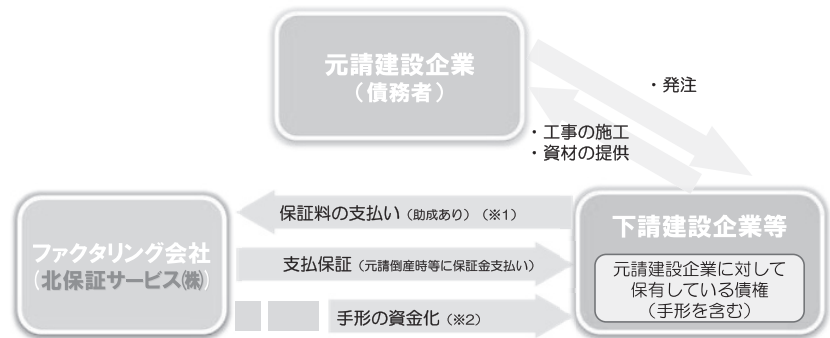 元請建設企業
（債務者）
・発注
・工事の施工
・資材の提供
保証料の支払い（助成あり）（※1）
下請建設企業等
ファクタリング会社
（北保証サービス㈱）
支払保証（元請倒産時等に保証金支払い）
元請建設企業に対して
保有している債権
（手形を含む）
手形の資金化（※2）